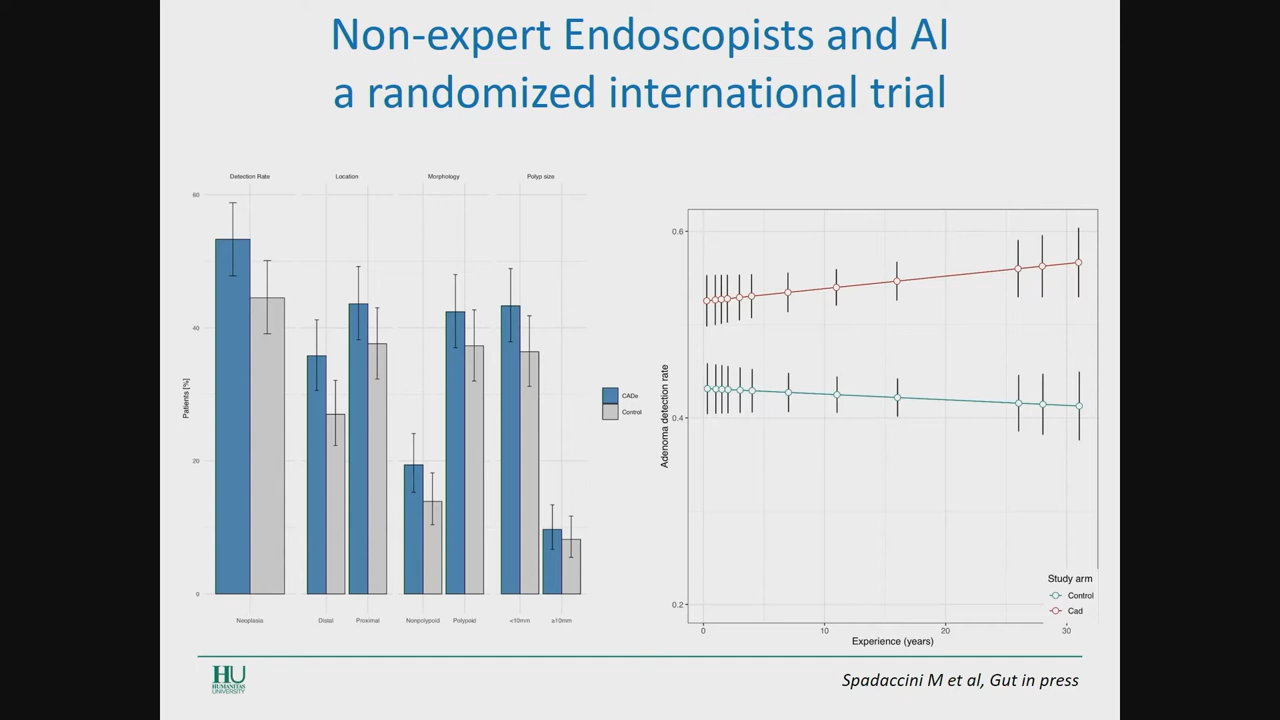 Non-expert Endoscopists and AI
a randomized international trial
Detection Rate
Location
Morphology
Polyp size
60
40
20
0
Patients [%]
Neoplasia
Distal
Proximal
Nonpolypoid
Polypoid
<10mm
≥10mm
CADe
Control
0.6
0.4
0.2
Adenoma detection rate
0
10
20
30
Experience (years)
Study arm
Control
Cad
HU
HUMANITAS
UNIVERSITY
Spadaccini M et al, Gut in press